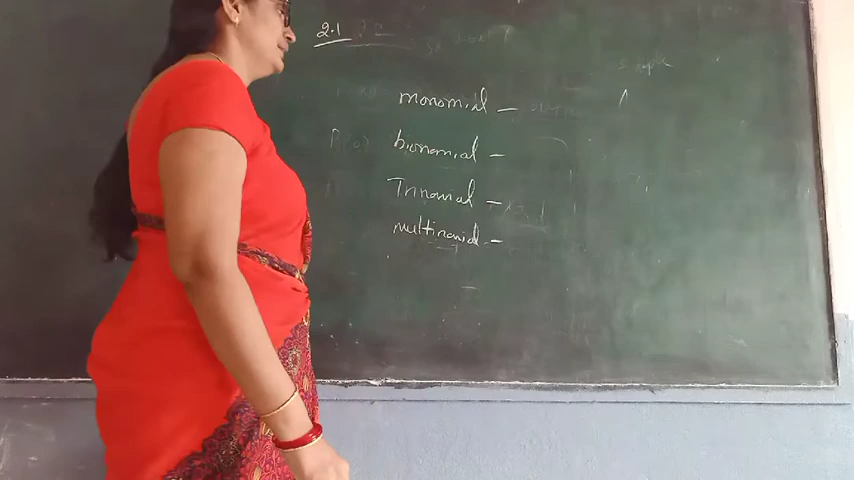 2.1
monomial –
binomial –
Trinomial –
multinomial –